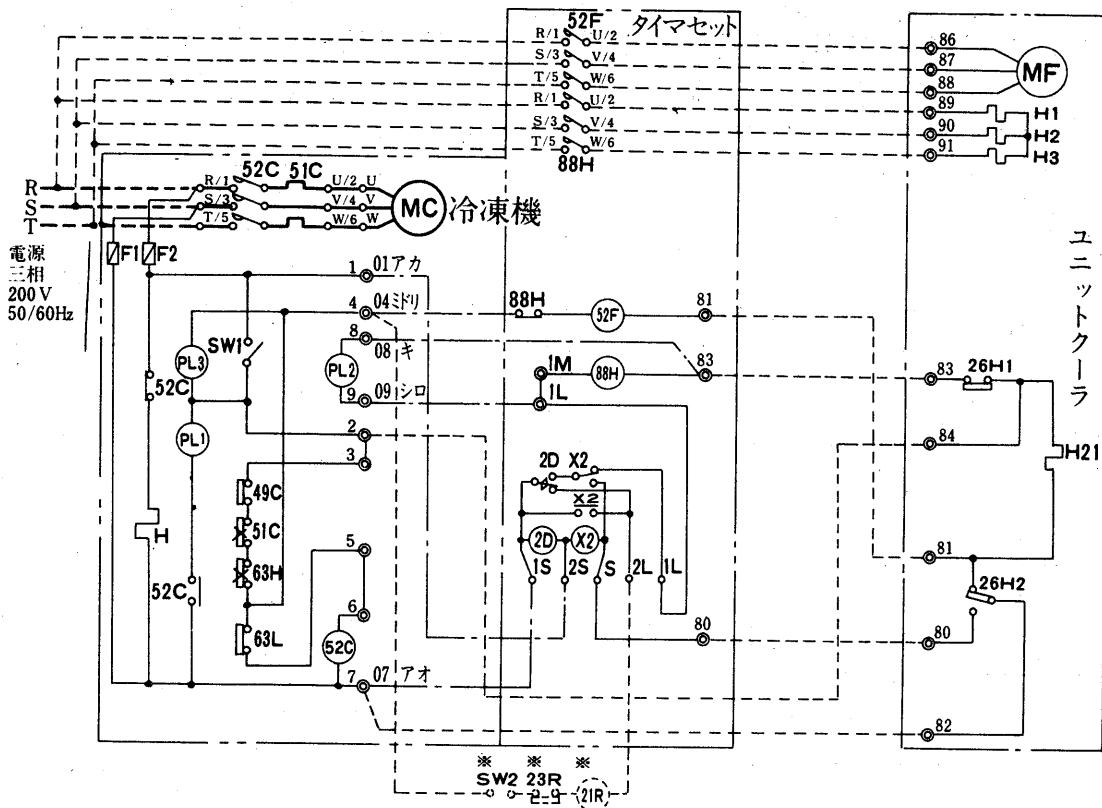 52F タイマセット
R/1 U/2
S/3 V/4
T/5 W/6
R/1 U/2
S/3 V/4
T/5 W/6
88H
86
87
88
89
90
91
MF
H1
H2
H3
52C 51C
R R/1 U/2 U
S S/3 V/4 V
T T/5 W/6 W
MC 冷凍機
電源
三相
200V
50/60Hz
F1 F2
1 01アカ
4 04ミドリ
8 08キ
PL2
9 09シロ
2
3
5
6
7 07アオ
PL3
SW1
52C
PL1
49C
51C
63H
63L
H
52C
52C
88H 52F 81
1M 88H 83
1L
2D X2
X2
2D X2
1S 2S S 2L 1L
80
ユニットクーラ
83 26H1
84
H21
81
26H2
80
82
※ ※ ※
SW2 23R 21R